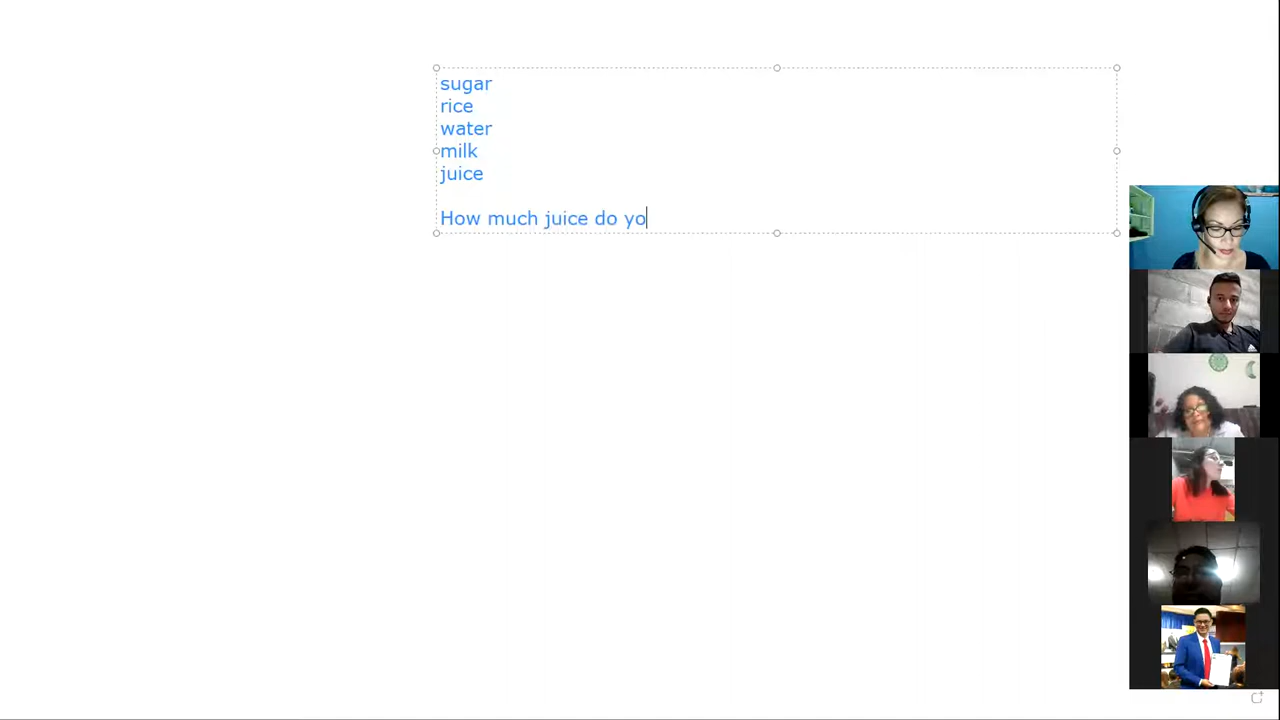 sugar
rice
water
milk
juice
How much juice do yo